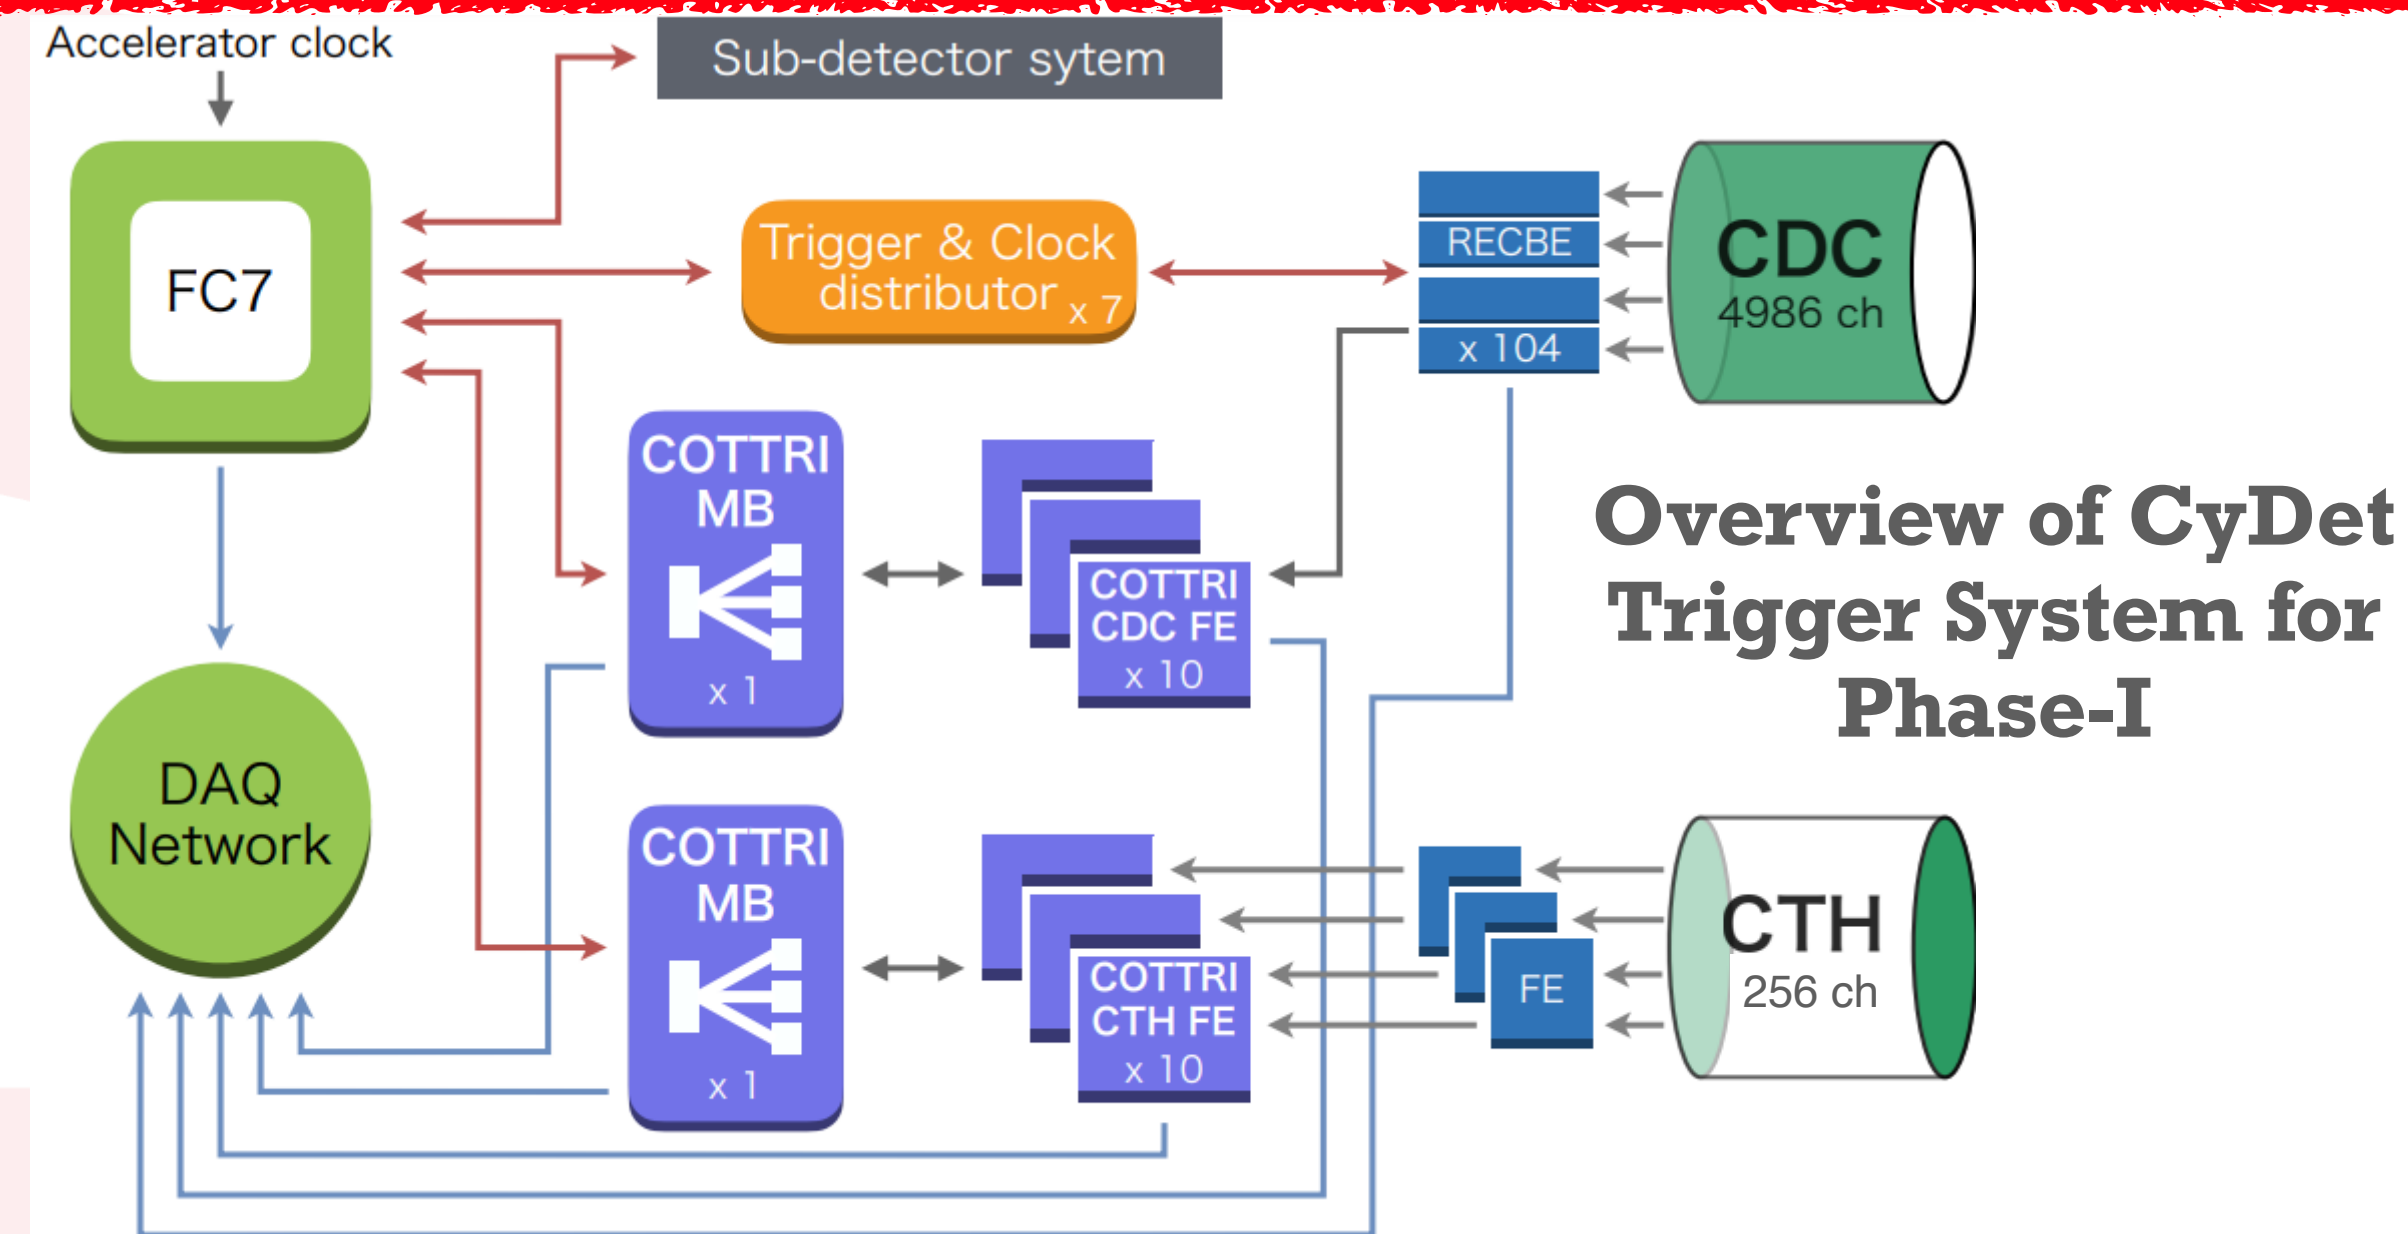 Accelerator clock
Sub-detector sytem
FC7
Trigger & Clock
distributor x 7
RECBE
x 104
CDC
4986 ch
COTTRI
MB
x 1
COTTRI
CDC FE
x 10
Overview of CyDet
Trigger System for
Phase-I
DAQ
Network
COTTRI
MB
x 1
COTTRI
CTH FE
x 10
FE
CTH
256 ch